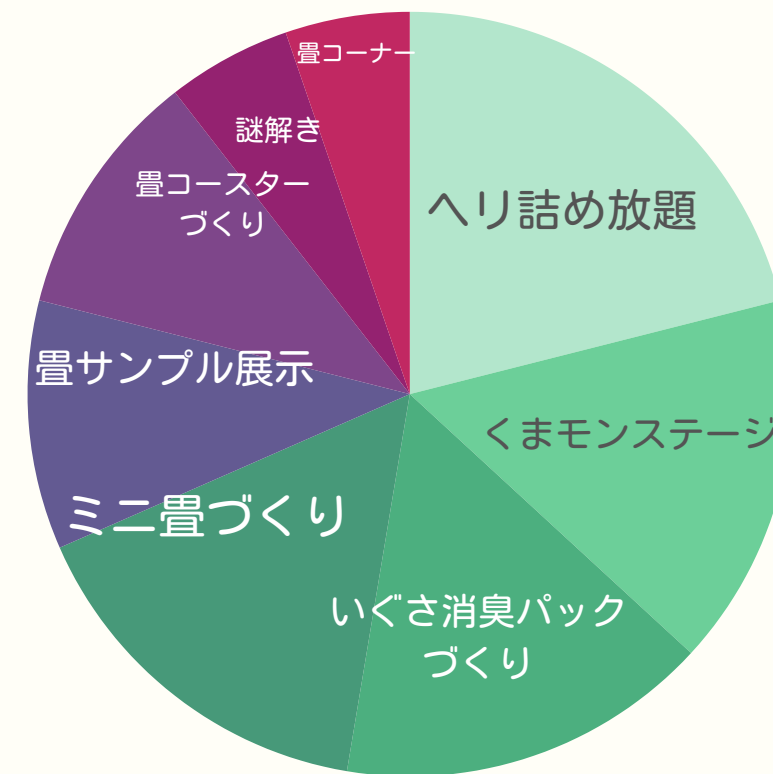 畳コーナー
謎解き
畳コースター
づくり
ヘリ詰め放題
畳サンプル展示
くまモンステージ
ミニ畳づくり
いぐさ消臭パック
づくり